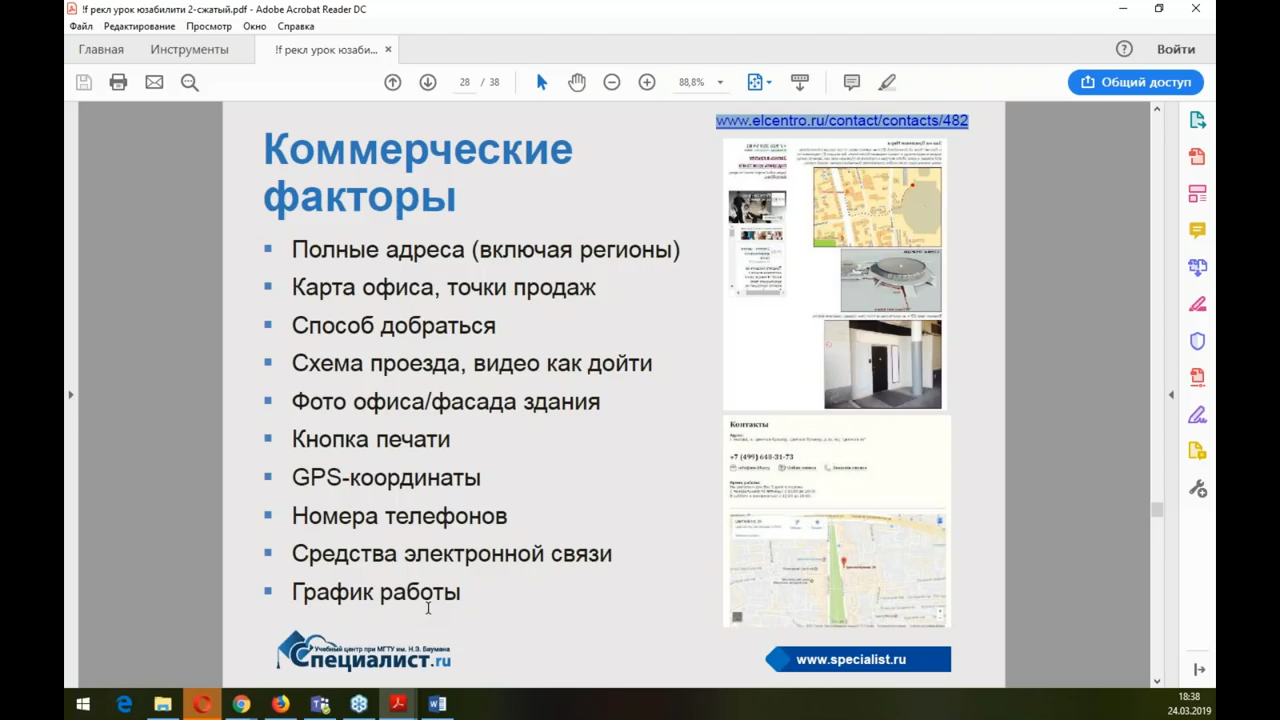 !f рекл урок юзабилити 2-сжатый.pdf - Adobe Acrobat Reader DC
Файл Редактирование Просмотр Окно Справка
Главная Инструменты !f рекл урок юзаби... Войти
28 / 38 88,8% Общий доступ
www.elcentro.ru/contact/contacts/482
Коммерческие
факторы
Полные адреса (включая регионы)
Карта офиса, точки продаж
Способ добраться
Схема проезда, видео как дойти
Фото офиса/фасада здания
Кнопка печати
GPS-координаты
Номера телефонов
Средства электронной связи
График работы
Контакты
+7 (499) 648-31-73
Учебный центр при МГТУ им. Н.Э. Баумана
Специалист.ru
www.specialist.ru
18:38
24.03.2019